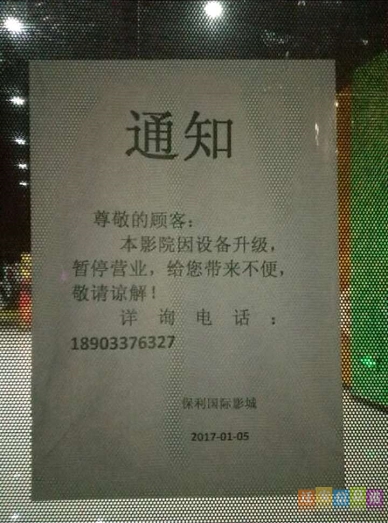 通知
尊敬的顾客：
本影院因设备升级，
暂停营业，给您带来不便，
敬请谅解！
详询电话：
18903376327
保利国际影城
2017-01-05